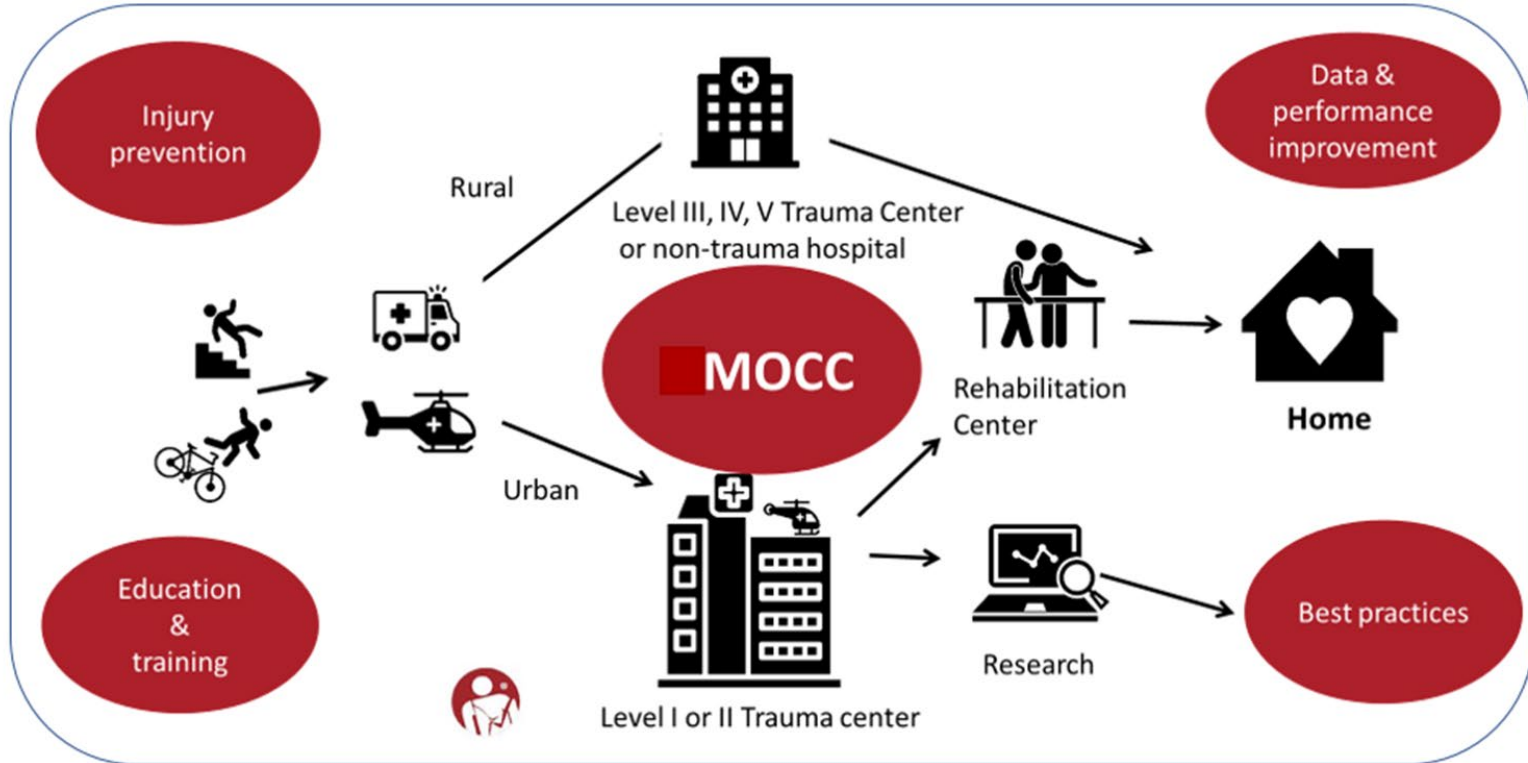 Injury
prevention
Data &
performance
improvement
Rural
Level III, IV, V Trauma Center
or non-trauma hospital
MOCC
Rehabilitation
Center
Home
Urban
Education
&
training
Best practices
Research
Level I or II Trauma center